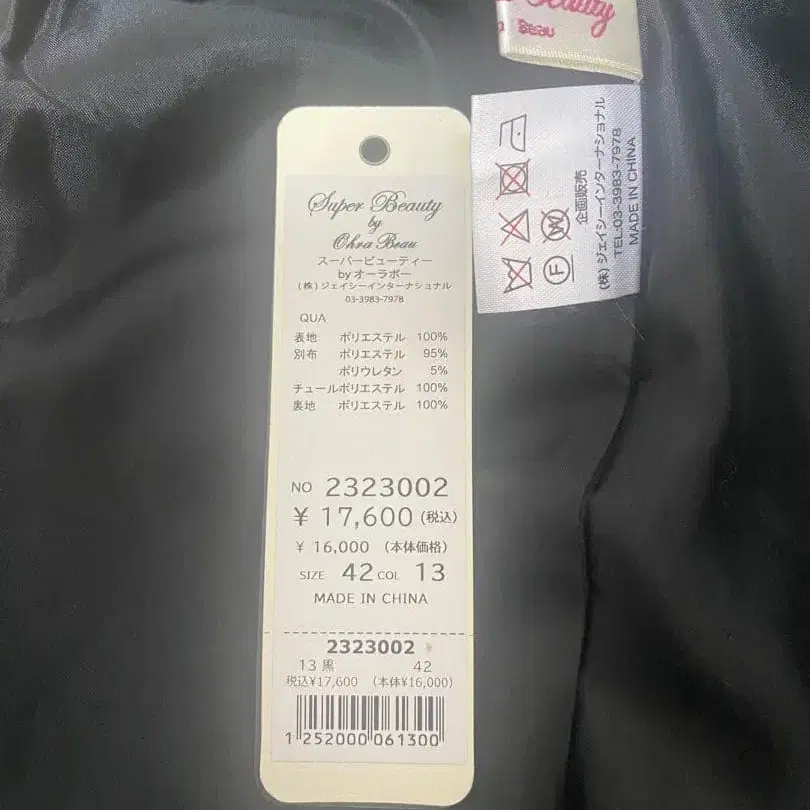 Beauty
Beau
Super Beauty
by
Ohra Beau
スーパービューティー
byオーラボー
(株)ジェイシーインターナショナル
03-3983-7978
QUA
表地 ポリエステル 100%
別布 ポリエステル 95%
ポリウレタン 5%
チュールポリエステル 100%
裏地 ポリエステル 100%
NO 2323002
¥ 17,600 (税込)
¥ 16,000 (本体価格)
SIZE 42 COL 13
MADE IN CHINA
2323002
13 黒 42
税込¥17,600 (本体¥16,000)
1 252000 061300
企画販売
(株)ジェイシーインターナショナル
TEL:03-3983-7978
MADE IN CHINA
W
F